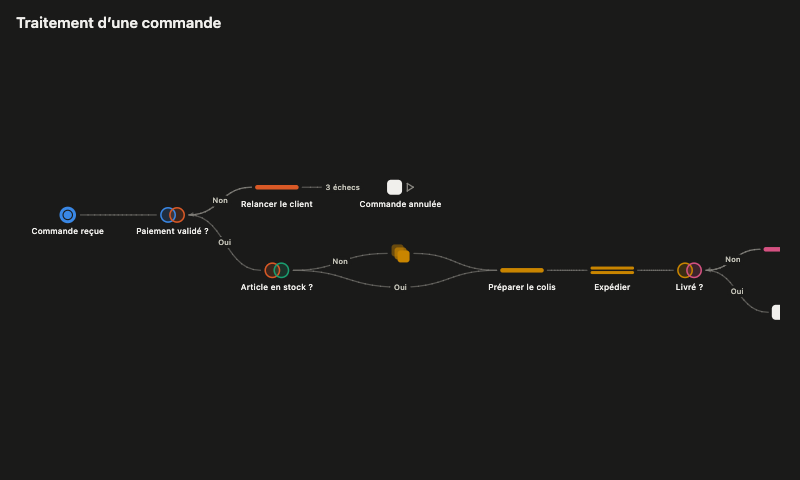 Traitement d’une commande
Non
3 échecs
Relancer le client
Commande annulée
Commande reçue
Paiement validé ?
Oui
Non
Article en stock ?
Oui
Préparer le colis
Expédier
Livré ?
Non
Oui